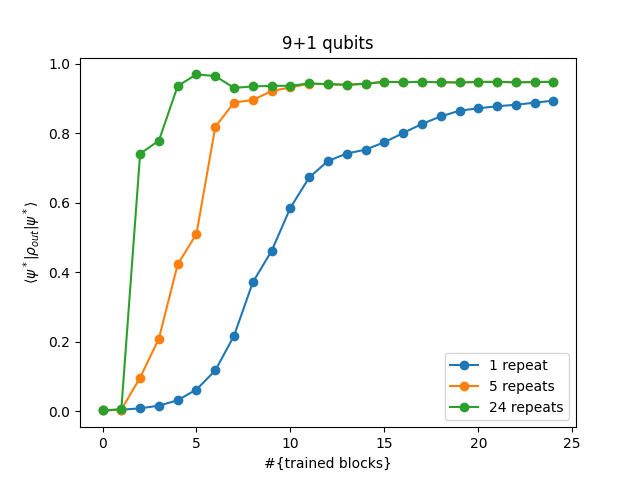 9+1 qubits
1.0
0.8
0.6
0.4
0.2
0.0
⟨ψ*|ρ_out|ψ*⟩
0 5 10 15 20 25
#{trained blocks}
1 repeat
5 repeats
24 repeats